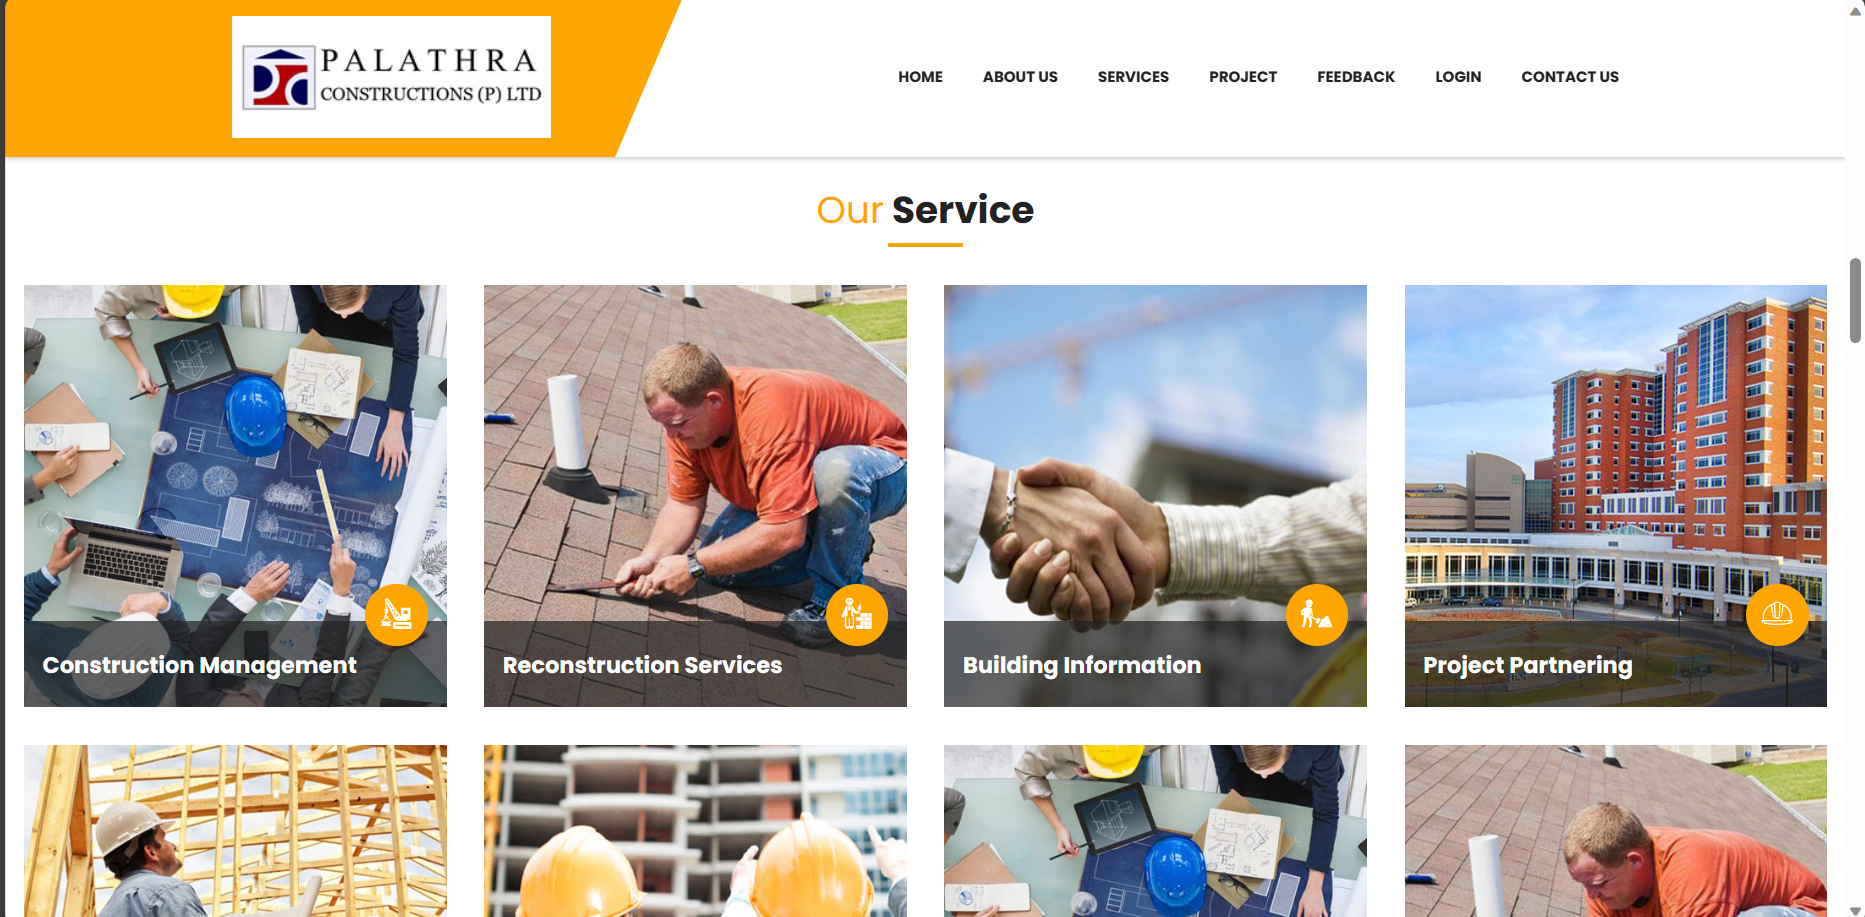 PALATHRA
CONSTRUCTIONS (P) LTD
HOME ABOUT US SERVICES PROJECT FEEDBACK LOGIN CONTACT US
Our Service
Construction Management
Reconstruction Services
Building Information
Project Partnering